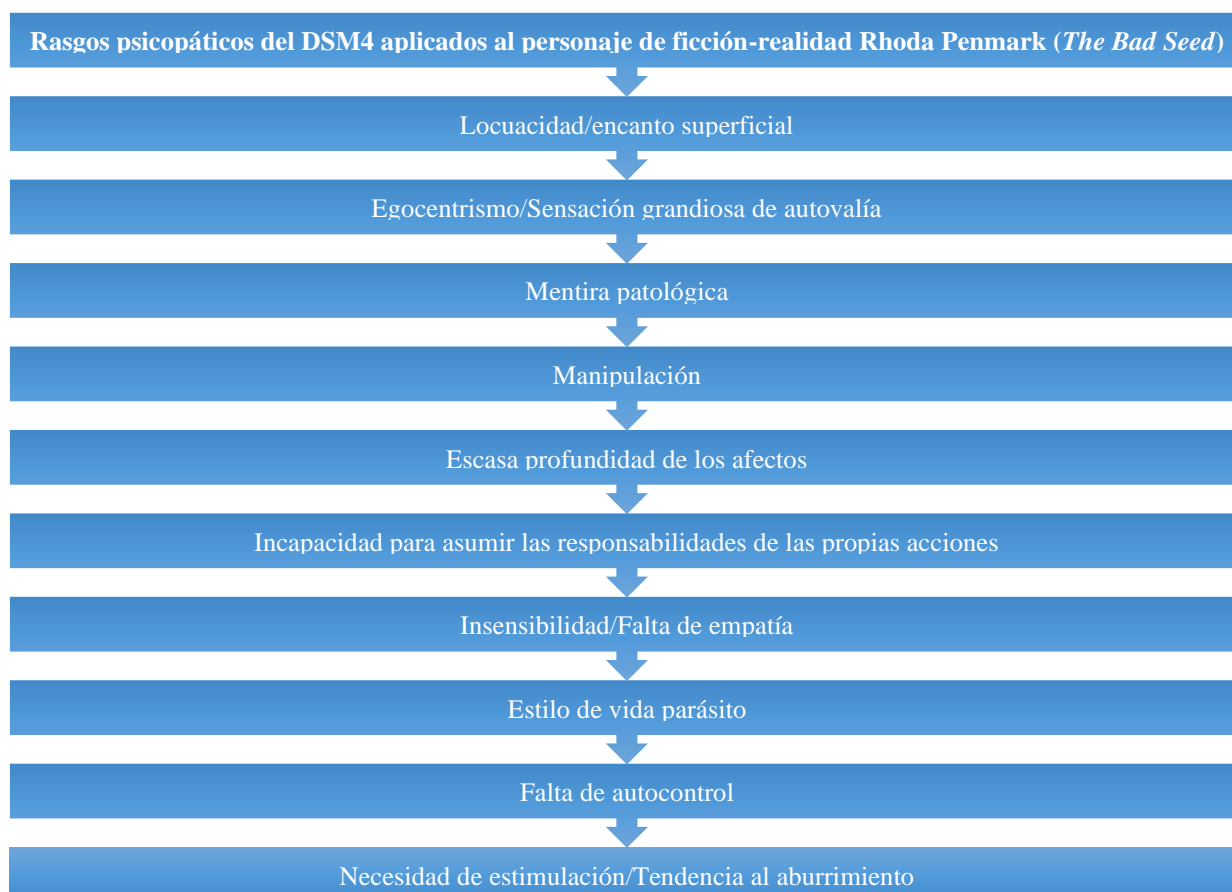 Rasgos psicopáticos del DSM4 aplicados al personaje de ficción-realidad Rhoda Penmark (The Bad Seed)
Locuacidad/encanto superficial
Egocentrismo/Sensación grandiosa de autovalía
Mentira patológica
Manipulación
Escasa profundidad de los afectos
Incapacidad para asumir las responsabilidades de las propias acciones
Insensibilidad/Falta de empatía
Estilo de vida parásito
Falta de autocontrol
Necesidad de estimulación/Tendencia al aburrimiento